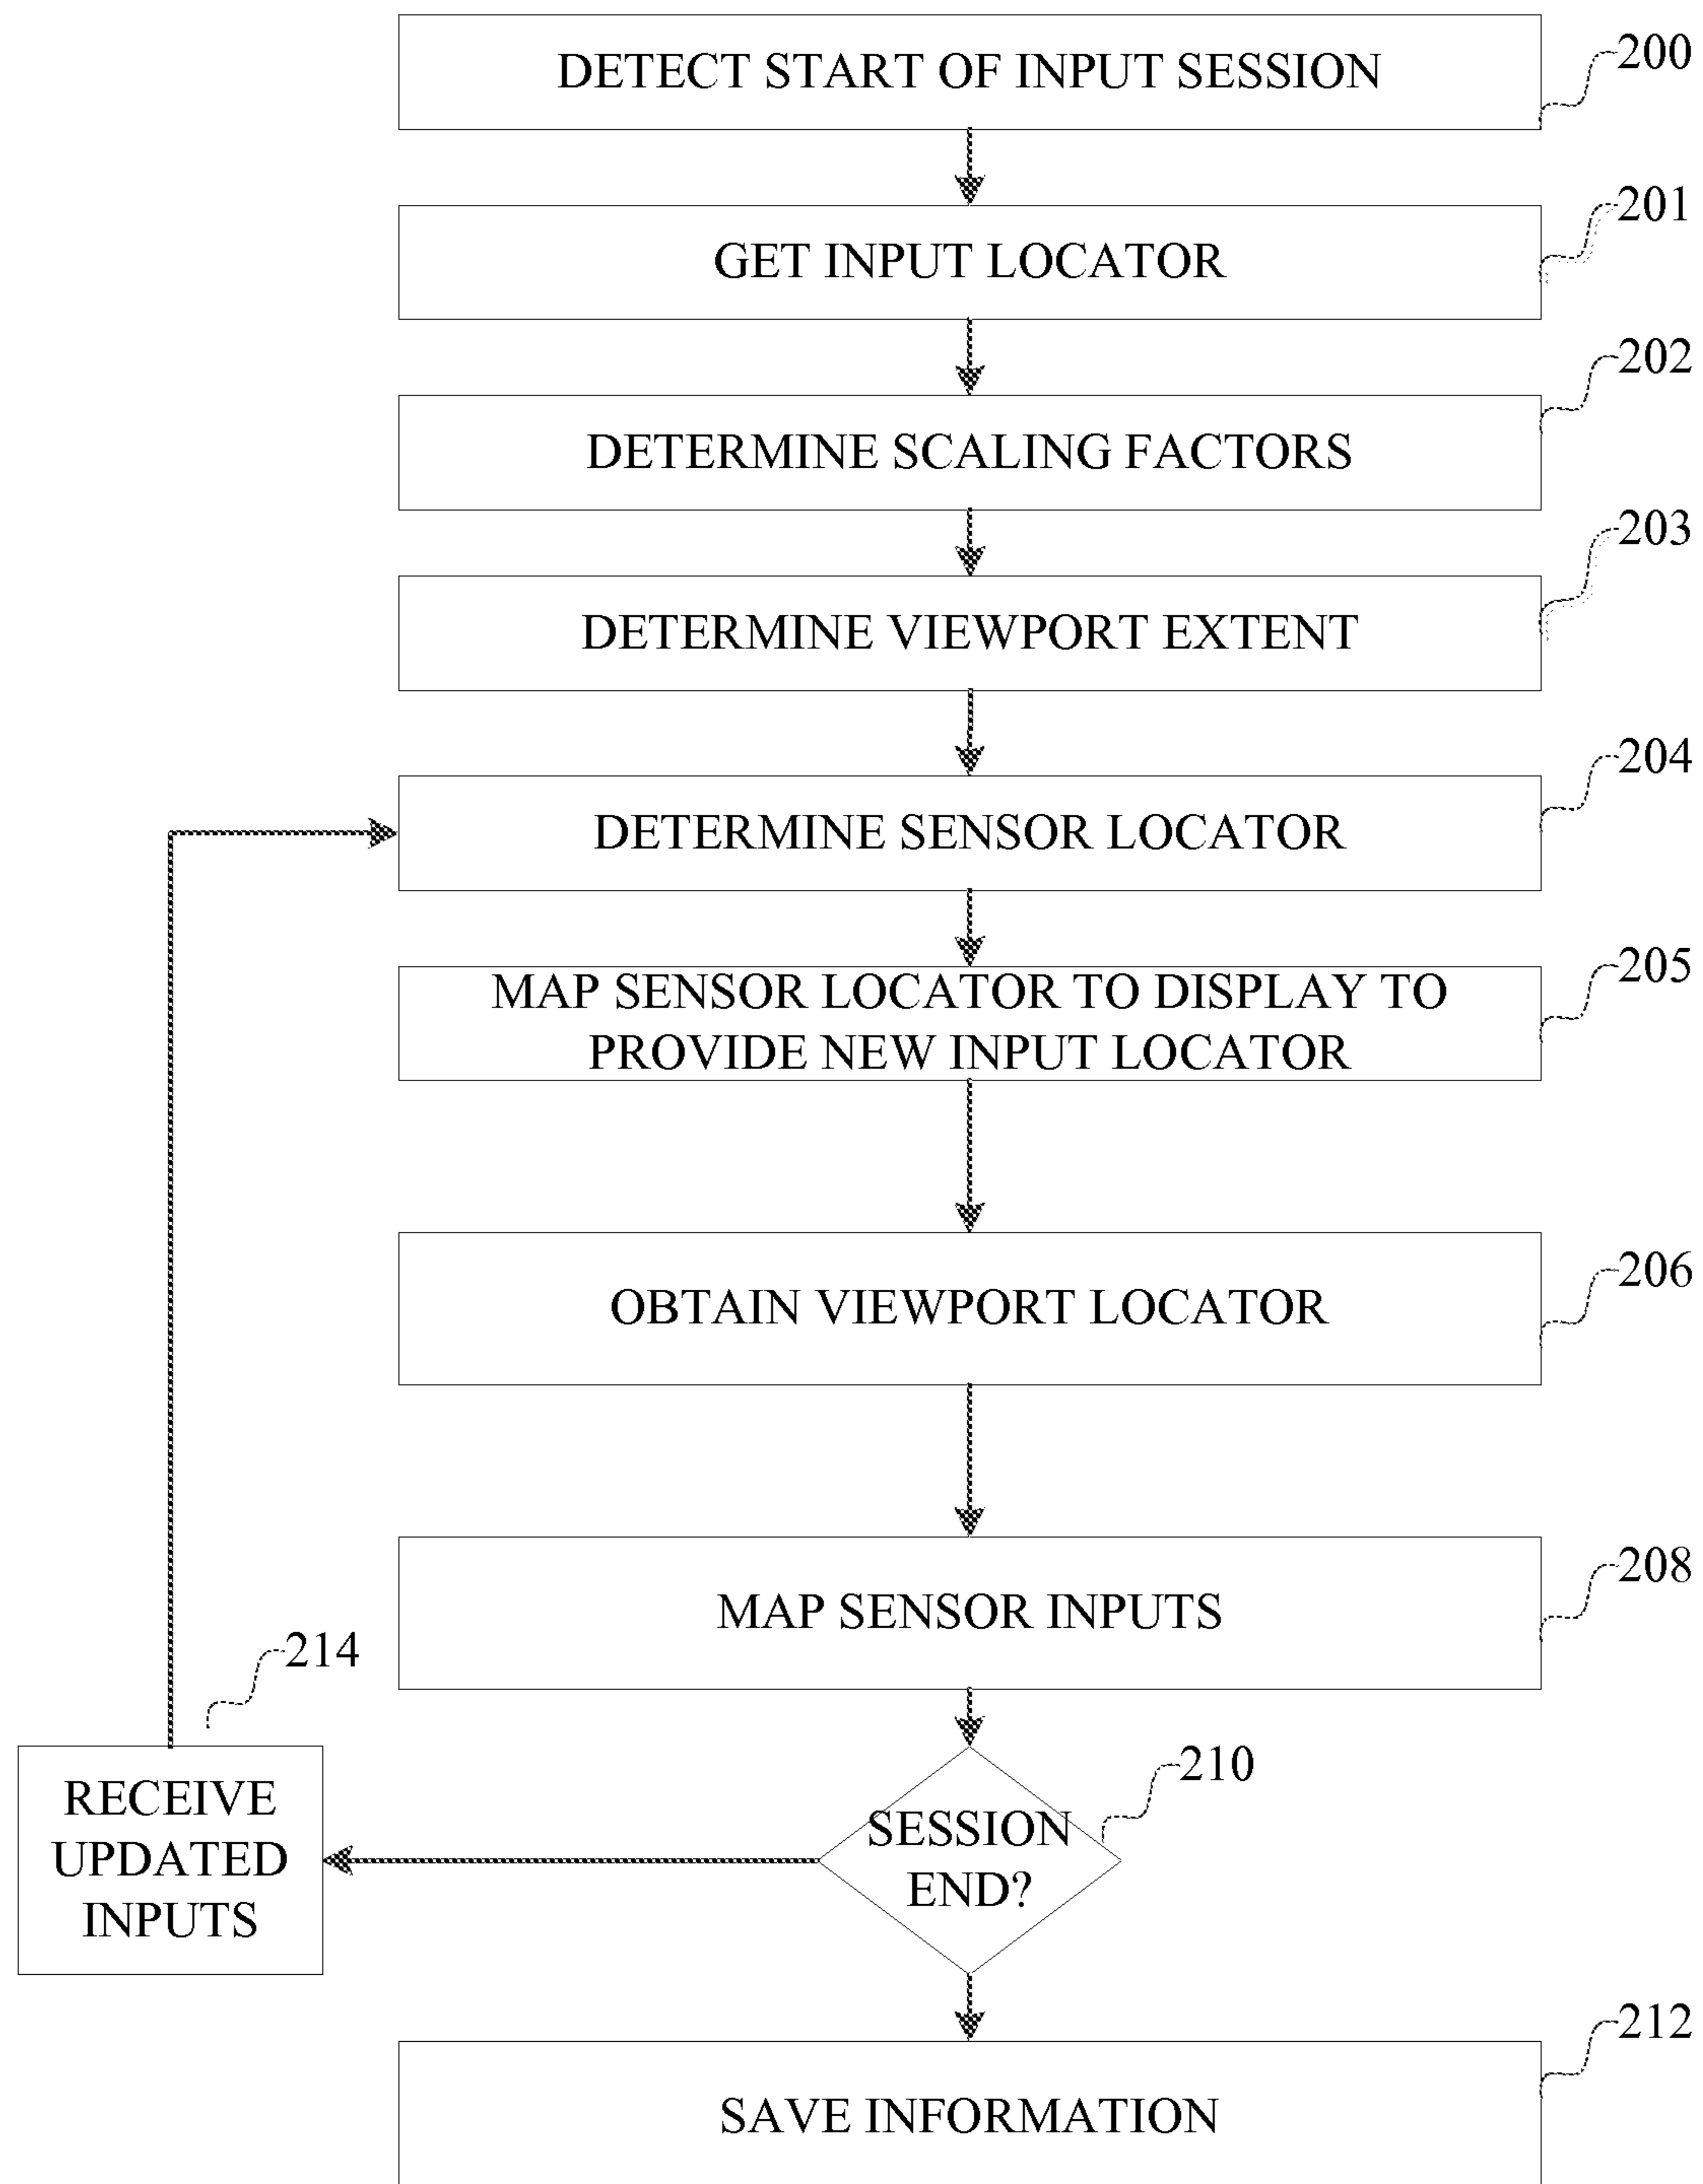 DETECT START OF INPUT SESSION
200
GET INPUT LOCATOR
201
DETERMINE SCALING FACTORS
202
DETERMINE VIEWPORT EXTENT
203
DETERMINE SENSOR LOCATOR
204
MAP SENSOR LOCATOR TO DISPLAY TO
PROVIDE NEW INPUT LOCATOR
205
OBTAIN VIEWPORT LOCATOR
206
MAP SENSOR INPUTS
208
SESSION
END?
210
RECEIVE
UPDATED
INPUTS
214
SAVE INFORMATION
212